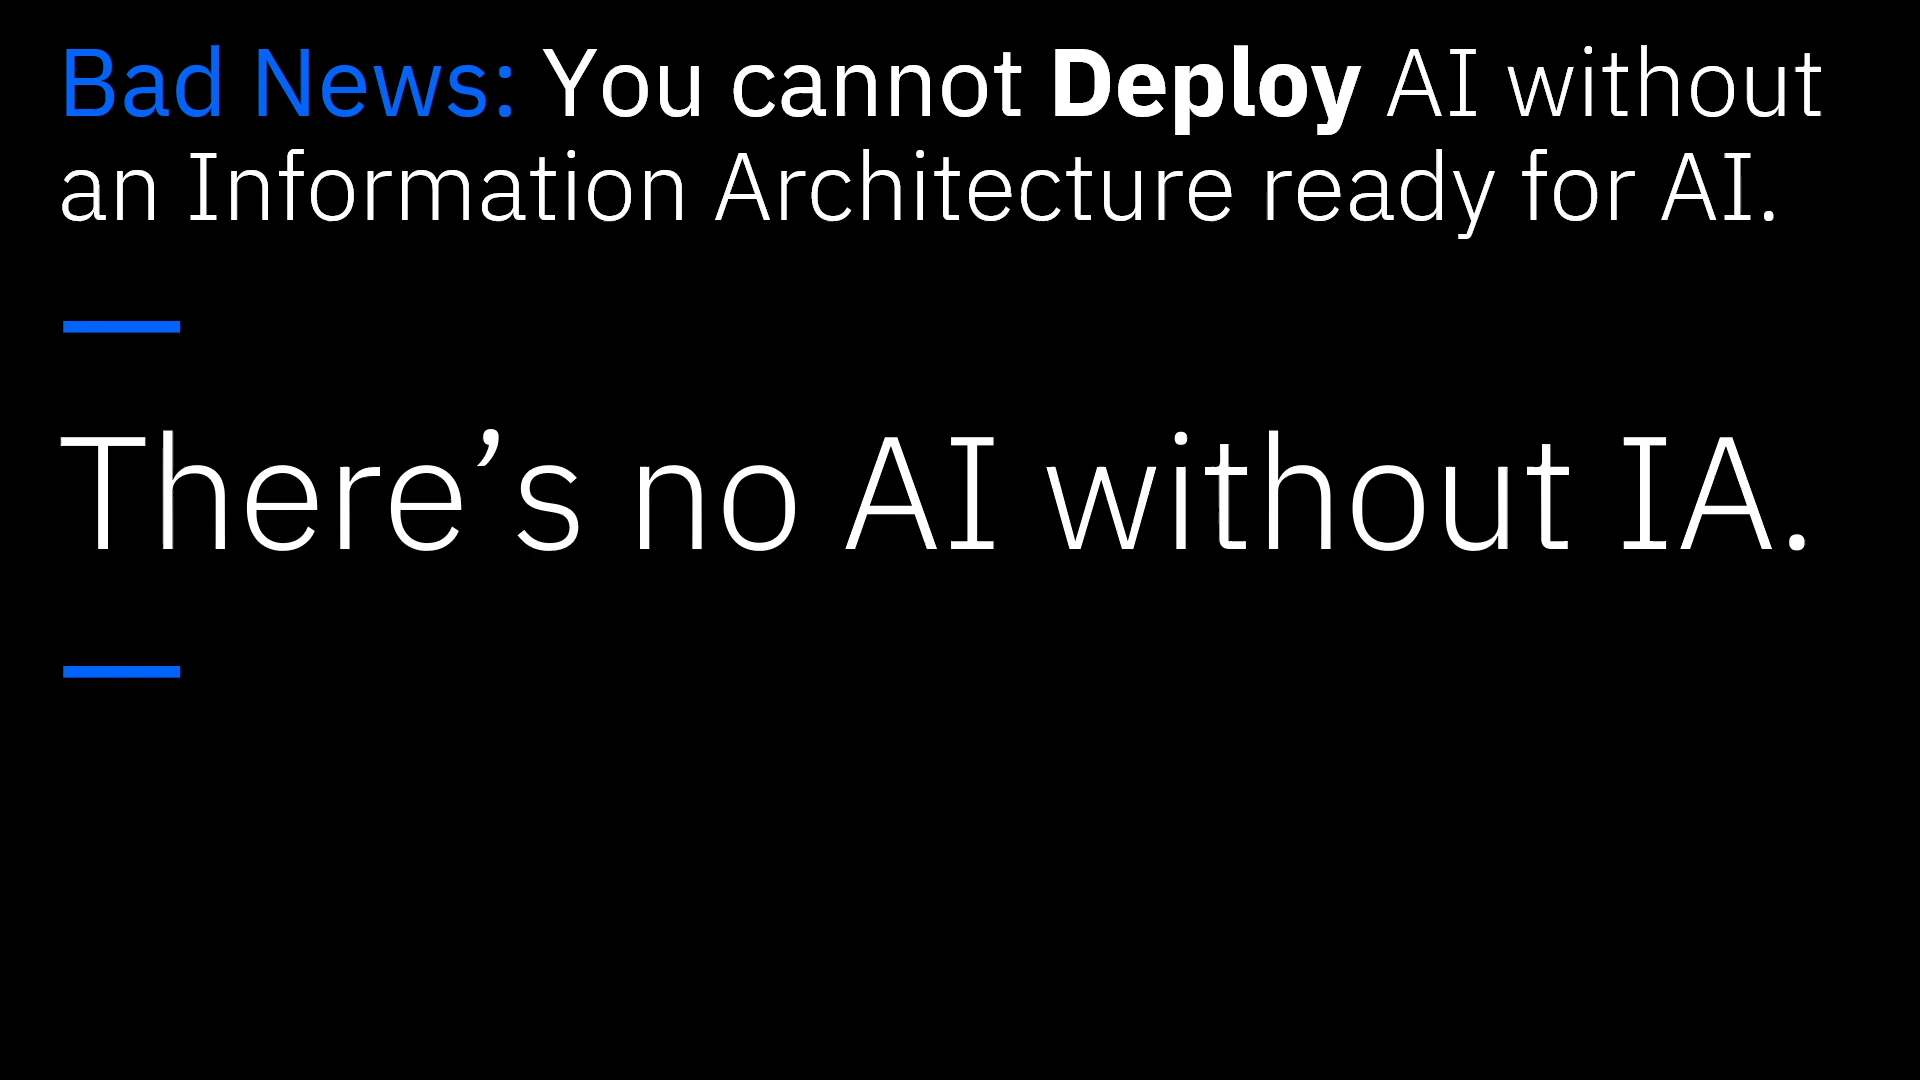 Bad News: You cannot Deploy AI without
an Information Architecture ready for AI.
There’s no AI without IA.